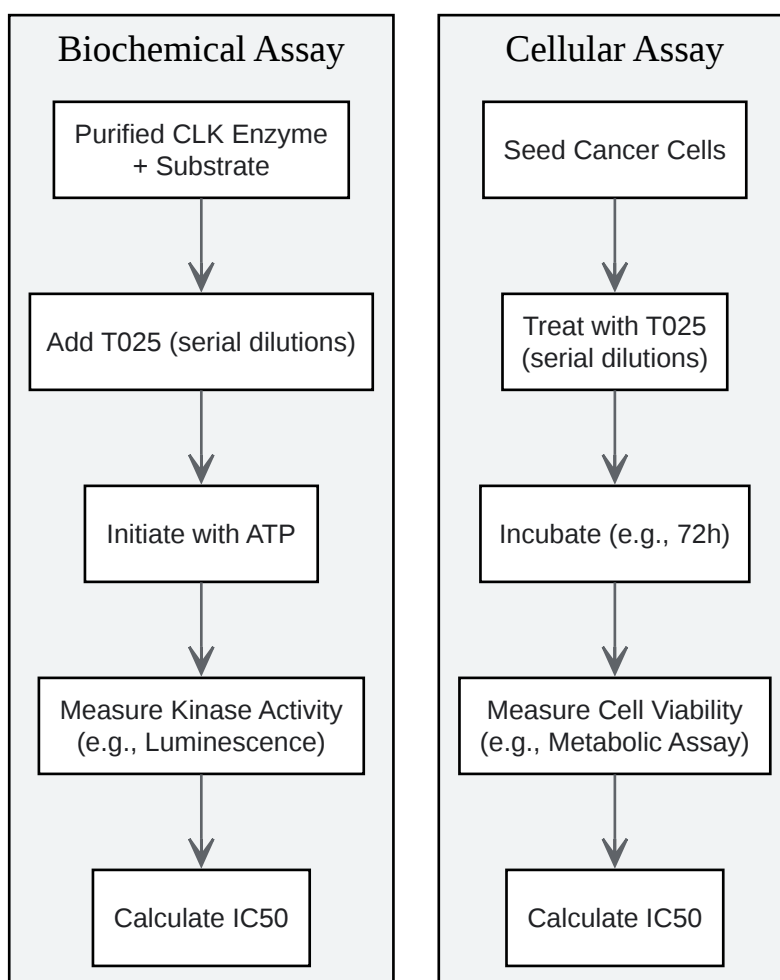 Biochemical Assay
Purified CLK Enzyme
+ Substrate
Add T025 (serial dilutions)
Initiate with ATP
Measure Kinase Activity
(e.g., Luminescence)
Calculate IC50
Cellular Assay
Seed Cancer Cells
Treat with T025
(serial dilutions)
Incubate (e.g., 72h)
Measure Cell Viability
(e.g., Metabolic Assay)
Calculate IC50